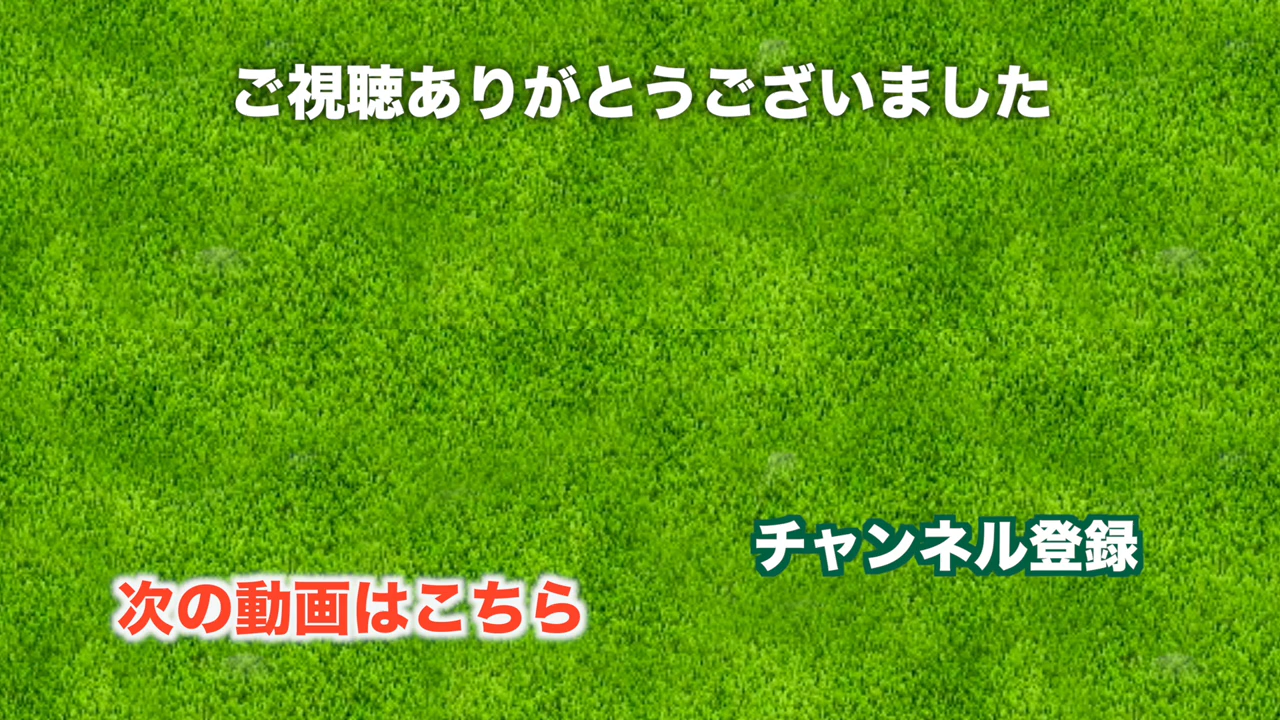 ご視聴ありがとうございました
チャンネル登録
次の動画はこちら